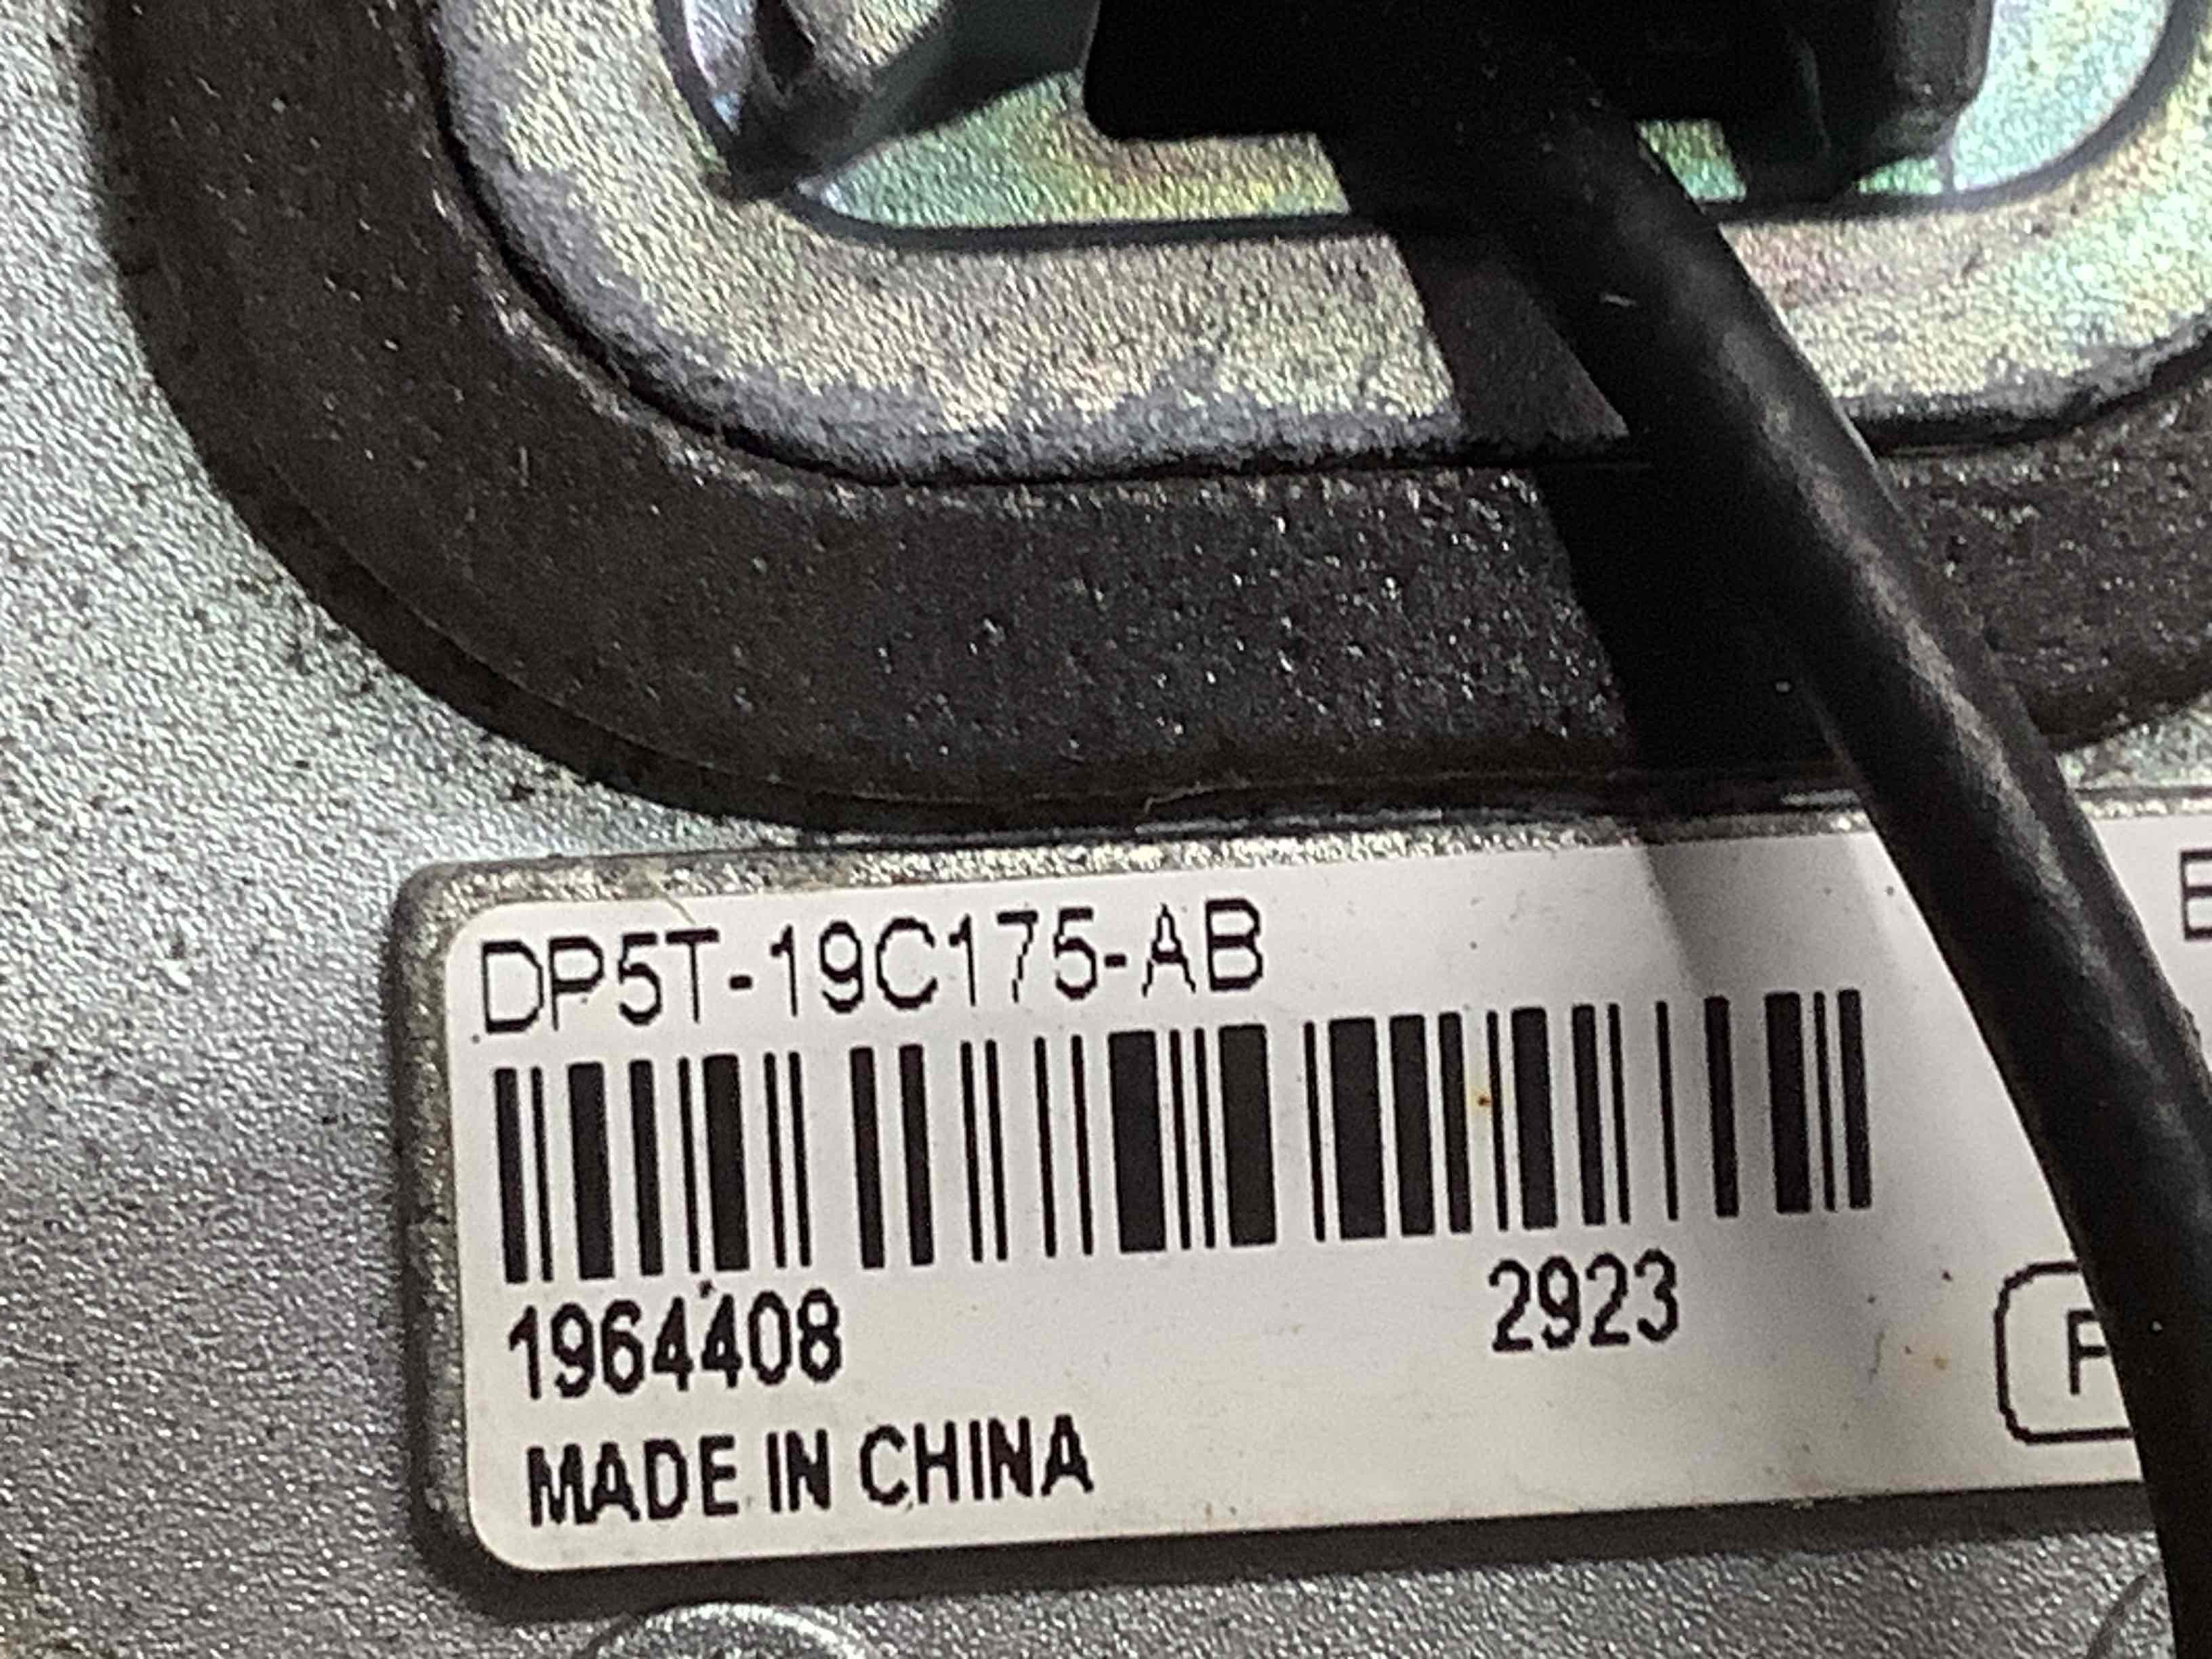 DP5T-19C175-AB
1964408 2923
MADE IN CHINA